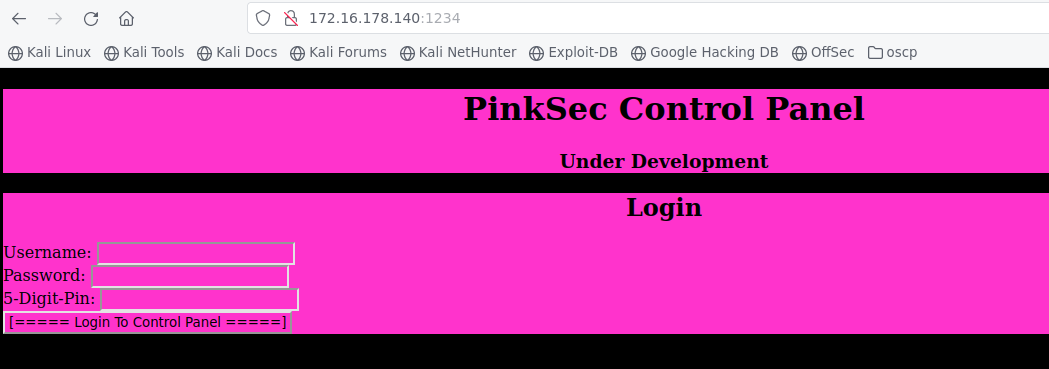 172.16.178.140:1234
Kali Linux Kali Tools Kali Docs Kali Forums Kali NetHunter Exploit-DB Google Hacking DB OffSec oscp
PinkSec Control Panel
Under Development
Login
Username:
Password:
5-Digit-Pin:
[===== Login To Control Panel =====]